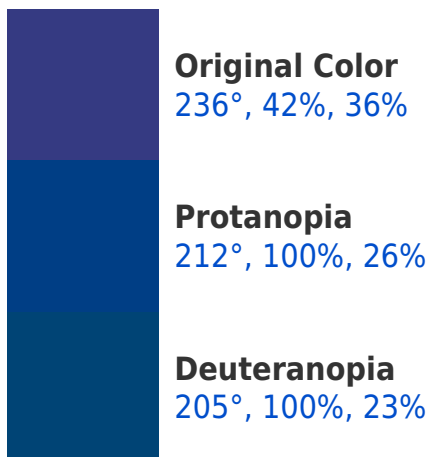 Original Color
236°, 42%, 36%
Protanopia
212°, 100%, 26%
Deuteranopia
205°, 100%, 23%